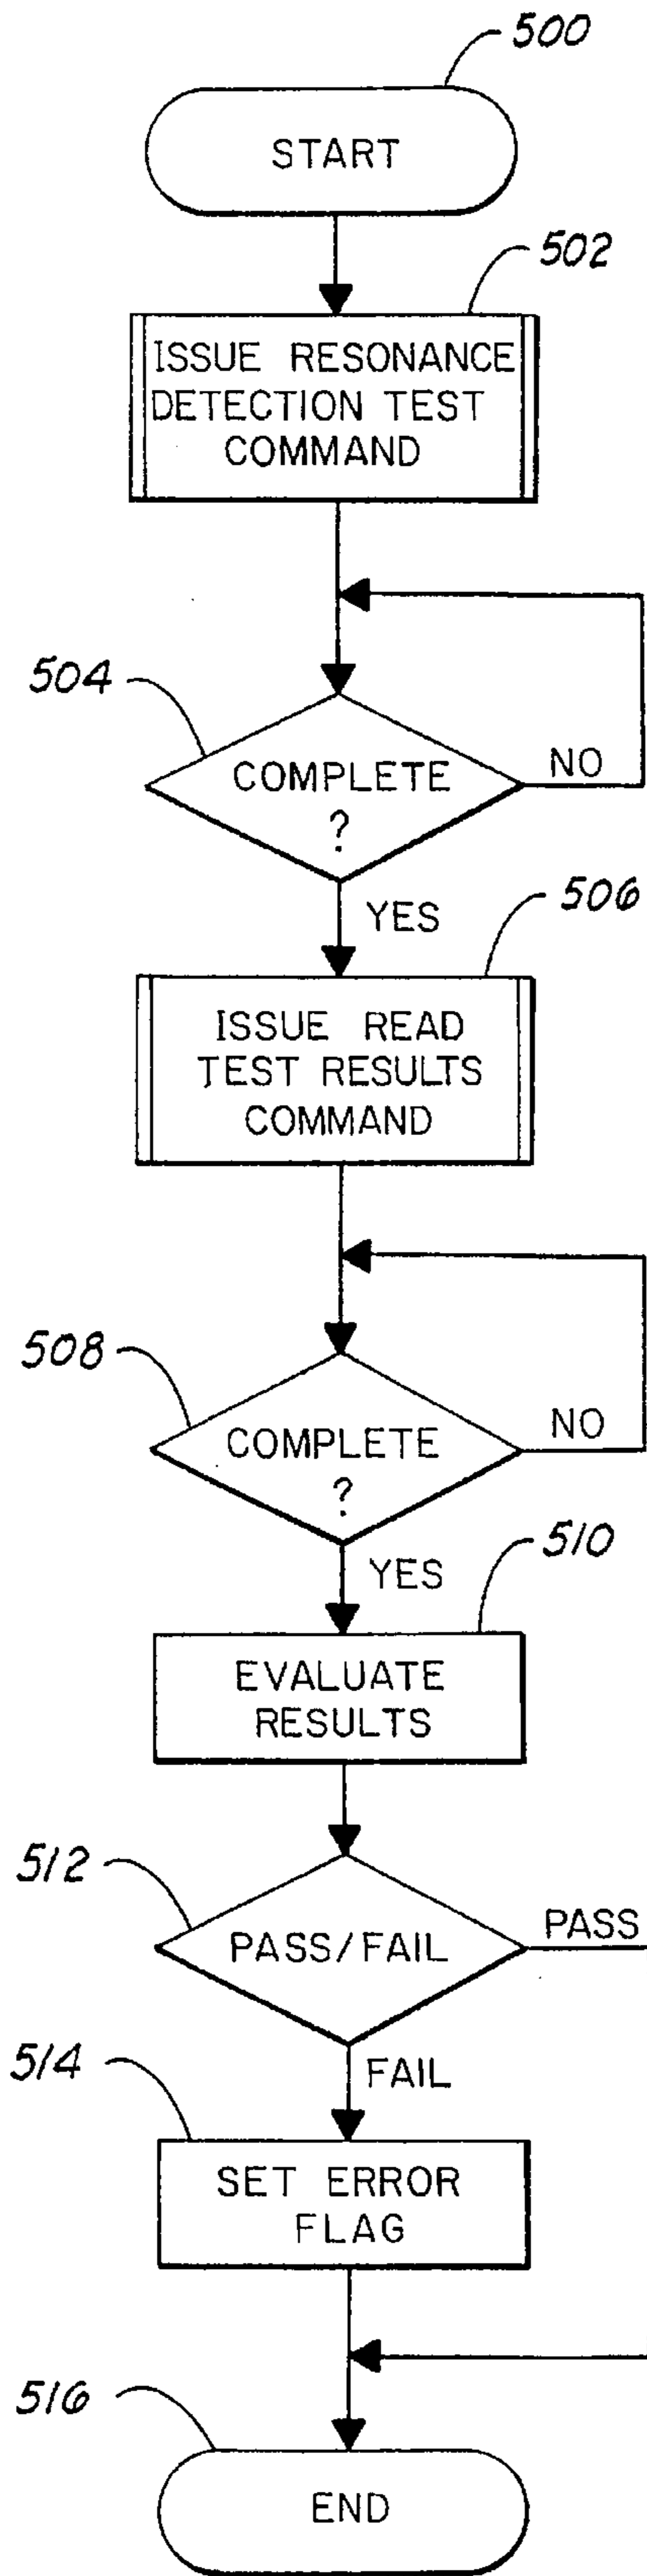 500
START
502
ISSUE RESONANCE
DETECTION TEST
COMMAND
504
COMPLETE
?
NO
YES
506
ISSUE READ
TEST RESULTS
COMMAND
508
COMPLETE
?
NO
YES
510
EVALUATE
RESULTS
512
PASS/FAIL
PASS
FAIL
514
SET ERROR
FLAG
516
END